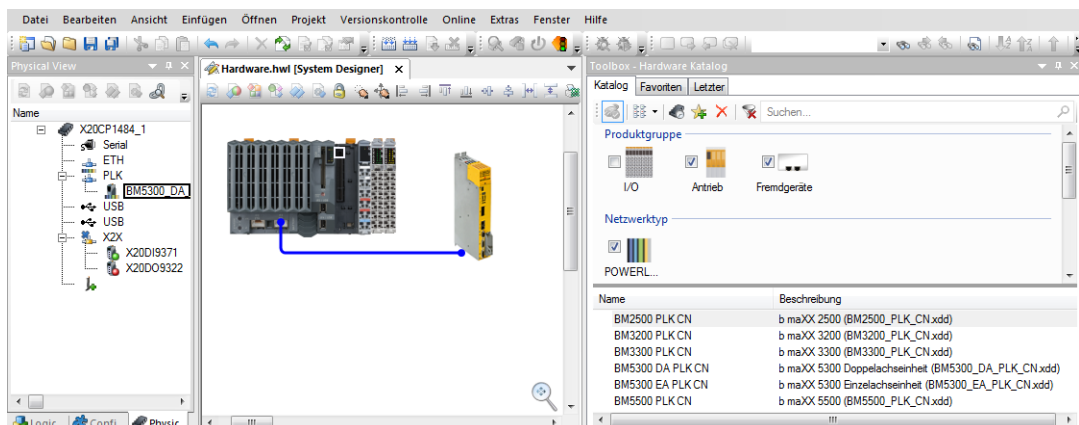 Datei Bearbeiten Ansicht Einfügen Öffnen Projekt Versionskontrolle Online Extras Fenster Hilfe
Physical View
Hardware.hwl [System Designer] X
Toolbox - Hardware Katalog
Katalog Favoriten Letzter
Suchen...
Name
X20CP1484_1
Serial
ETH
PLK
BM5300_DA_
USB
USB
X2X
X20DI9371
X20DO9322
Produktgruppe
I/O Antrieb Fremdgeräte
Netzwerktyp
POWERL...
Name Beschreibung
BM2500 PLK CN b maXX 2500 (BM2500_PLK_CN.xdd)
BM3200 PLK CN b maXX 3200 (BM3200_PLK_CN.xdd)
BM3300 PLK CN b maXX 3300 (BM3300_PLK_CN.xdd)
BM5300 DA PLK CN b maXX 5300 Doppelachseinheit (BM5300_DA_PLK_CN.xdd)
BM5300 EA PLK CN b maXX 5300 Einzelachseinheit (BM5300_EA_PLK_CN.xdd)
BM5500 PLK CN b maXX 5500 (BM5500_PLK_CN.xdd)
Logic Confi Physic